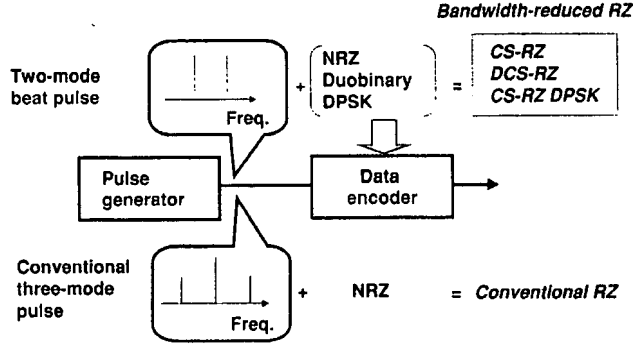 Bandwidth-reduced RZ
Two-mode
beat pulse
Freq.
+
NRZ
Duobinary
DPSK
=
CS-RZ
DCS-RZ
CS-RZ DPSK
Pulse
generator
Data
encoder
Conventional
three-mode
pulse
Freq.
+
NRZ
= Conventional RZ